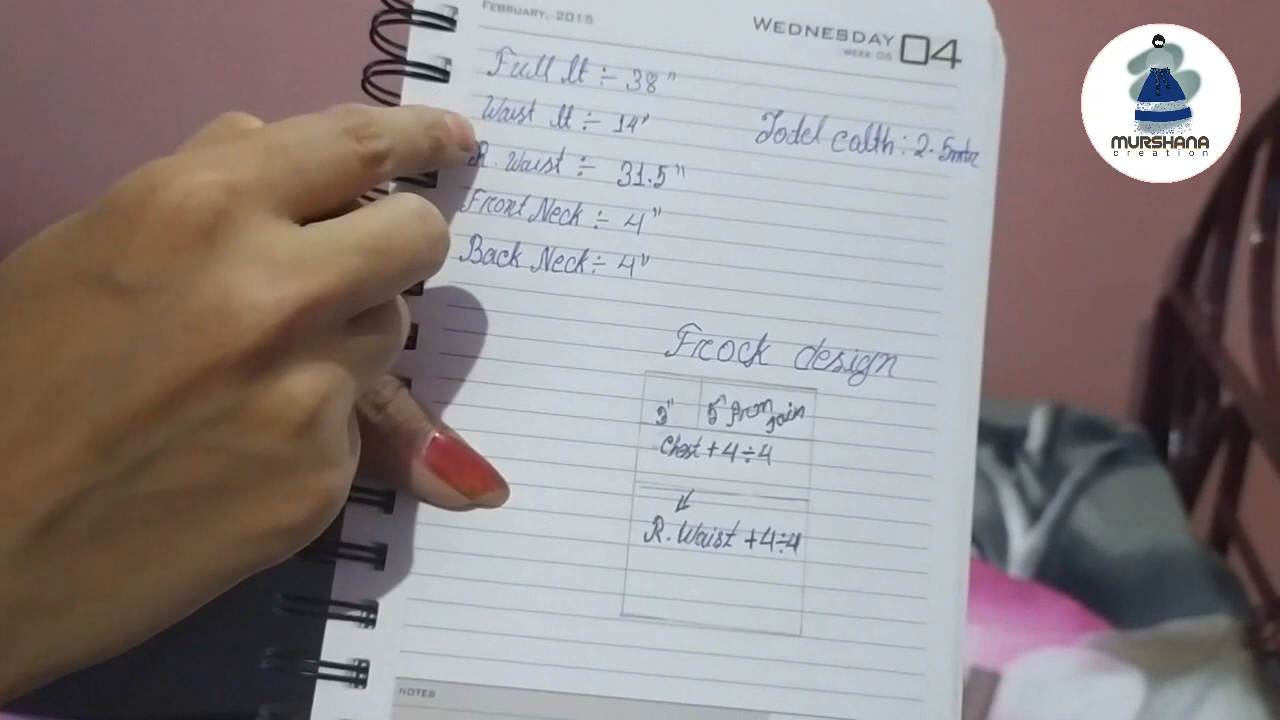 FEBRUARY, 2015
WEDNESDAY 04
WEEK 06
Full lt ÷ 38"
Waist lt ÷ 14"
Todel calth : 2.5mtr
R. Waist ÷ 31.5"
Front Neck ÷ 4"
Back Neck ÷ 4"
Frock design
3" 5" from join
Chest + 4 ÷ 4
R. Waist + 4 ÷ 4
NOTES
MURSHANA
creation